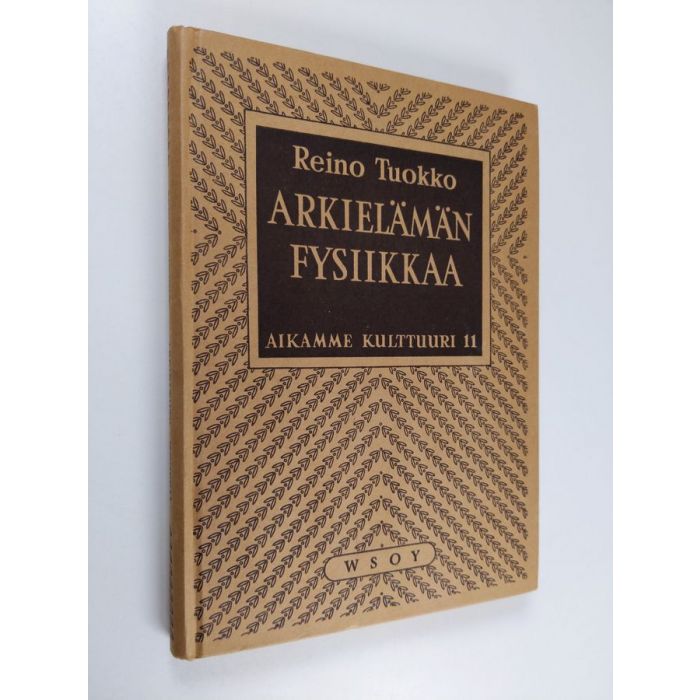 Reino Tuokko
ARKIELÄMÄN
FYSIIKKAA
AIKAMME KULTTUURI 11
WSOY